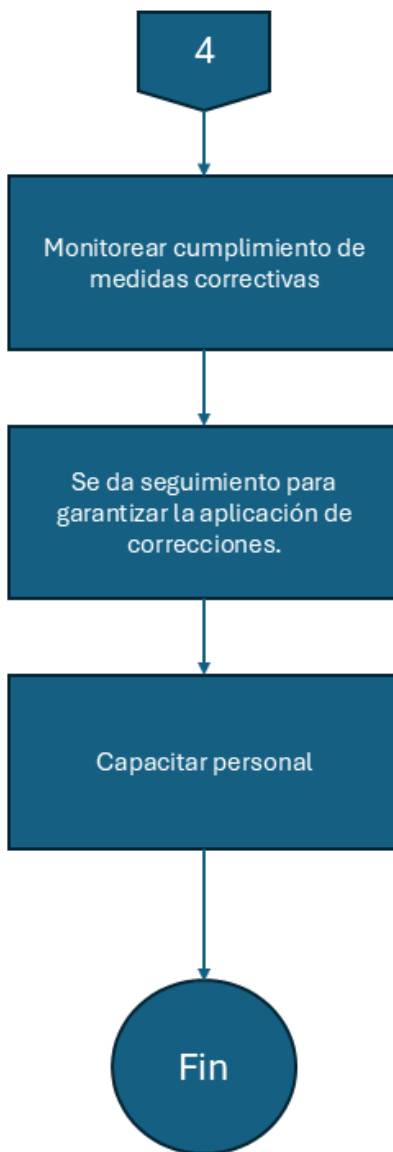 4
Monitorear cumplimiento de
medidas correctivas
Se da seguimiento para
garantizar la aplicación de
correcciones.
Capacitar personal
Fin